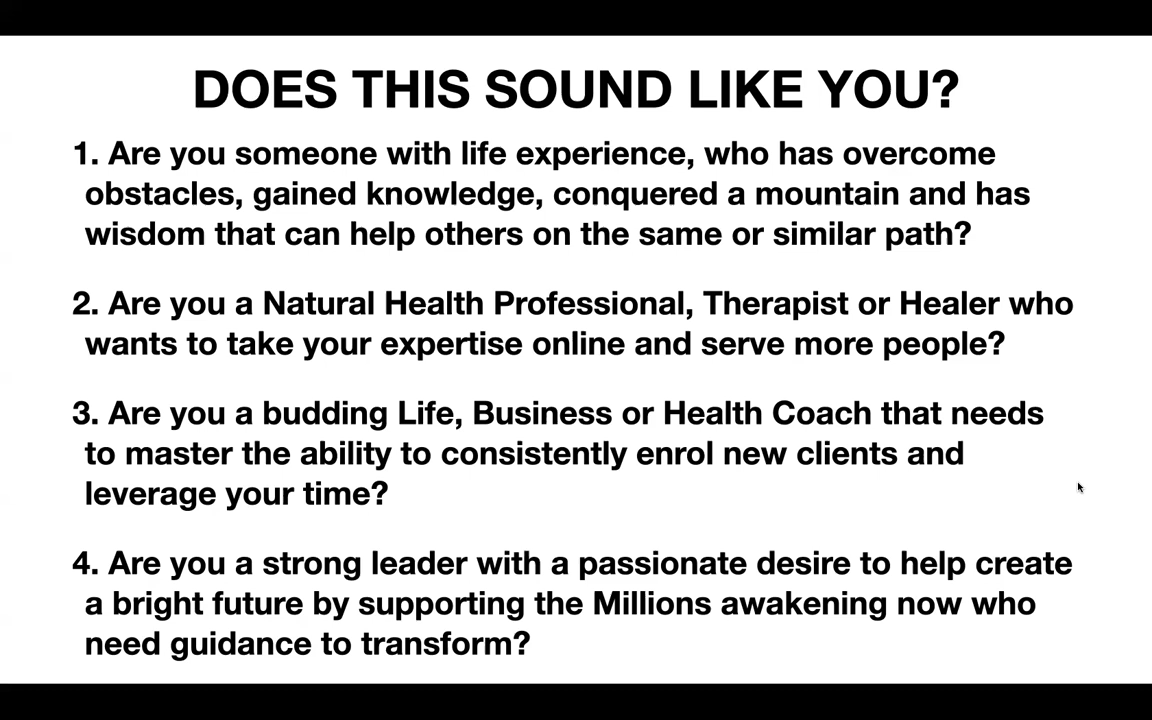 DOES THIS SOUND LIKE YOU?
1. Are you someone with life experience, who has overcome
obstacles, gained knowledge, conquered a mountain and has
wisdom that can help others on the same or similar path?
2. Are you a Natural Health Professional, Therapist or Healer who
wants to take your expertise online and serve more people?
3. Are you a budding Life, Business or Health Coach that needs
to master the ability to consistently enrol new clients and
leverage your time?
4. Are you a strong leader with a passionate desire to help create
a bright future by supporting the Millions awakening now who
need guidance to transform?